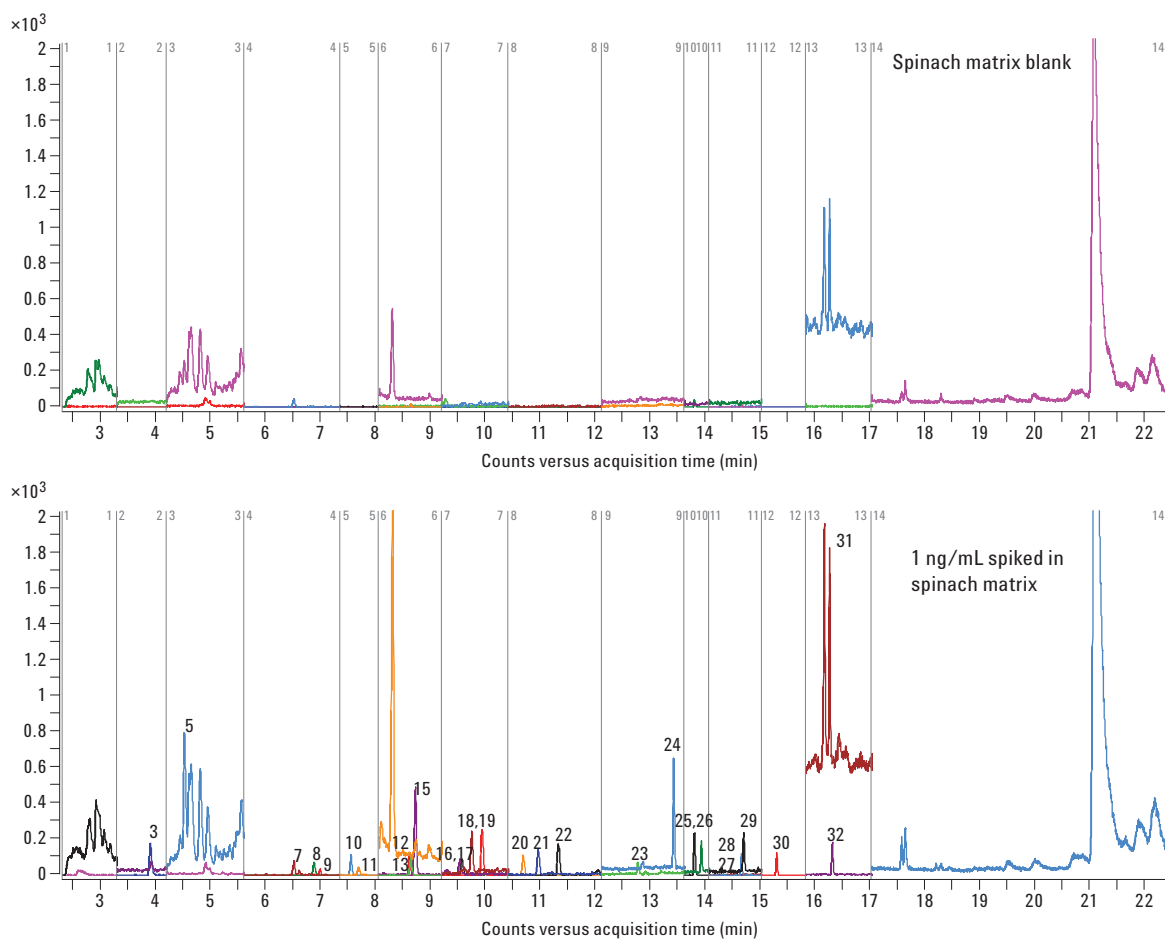 ×10³
1 1 2 2 3 3 4 4 5 5 6 6 7 7 8 8 9 9 10 10 11 11 12 12 13 13 14 14
Spinach matrix blank
2
1.8
1.6
1.4
1.2
1
0.8
0.6
0.4
0.2
0
3 4 5 6 7 8 9 10 11 12 13 14 15 16 17 18 19 20 21 22
Counts versus acquisition time (min)
×10³
1 1 2 2 3 3 4 4 5 5 6 6 7 7 8 8 9 9 10 10 11 11 12 12 13 13 14 14
1 ng/mL spiked in
spinach matrix
2
1.8
1.6
1.4
1.2
1
0.8
0.6
0.4
0.2
0
3 5 7 8 9 10 11 12 13 15 16, 17 18, 19 20 21 22 23 24 25, 26 27 28 29 30 31 32
3 4 5 6 7 8 9 10 11 12 13 14 15 16 17 18 19 20 21 22
Counts versus acquisition time (min)